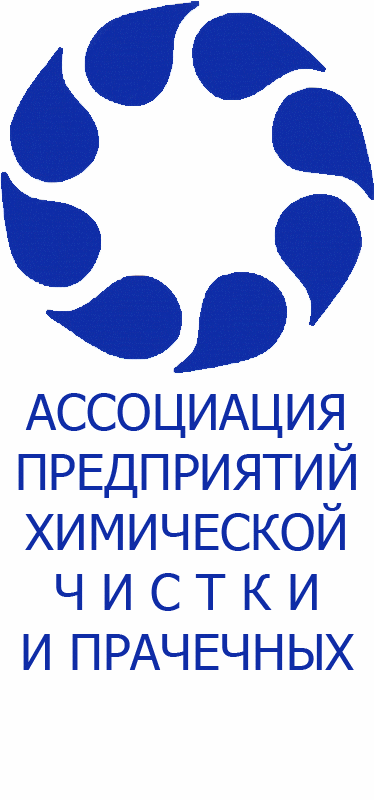 АССОЦИАЦИЯ
ПРЕДПРИЯТИЙ
ХИМИЧЕСКОЙ
Ч И С Т К И
И ПРАЧЕЧНЫХ